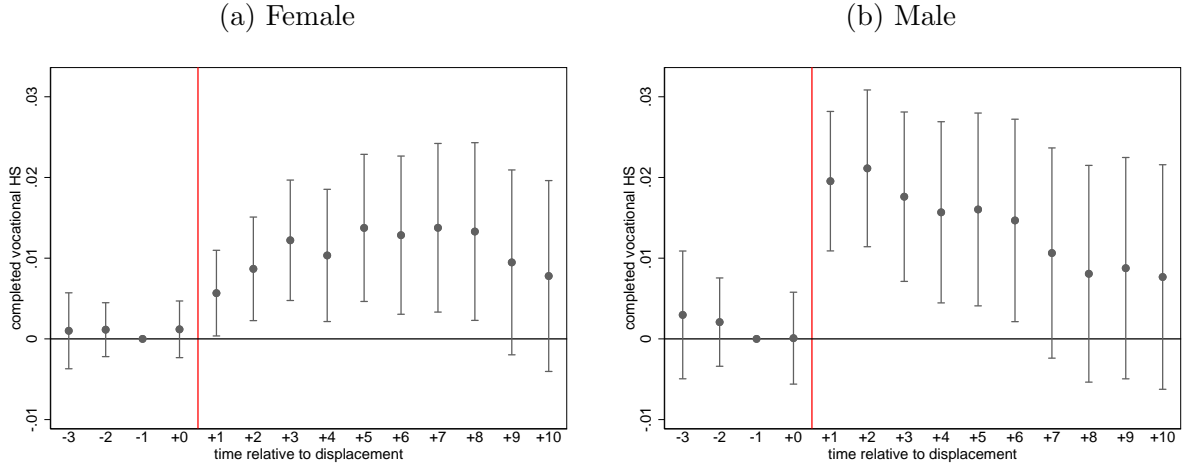 (a) Female
completed vocational HS
.03
.02
.01
0
-.01
-3 -2 -1 +0 +1 +2 +3 +4 +5 +6 +7 +8 +9 +10
time relative to displacement
(b) Male
completed vocational HS
.03
.02
.01
0
-.01
-3 -2 -1 +0 +1 +2 +3 +4 +5 +6 +7 +8 +9 +10
time relative to displacement